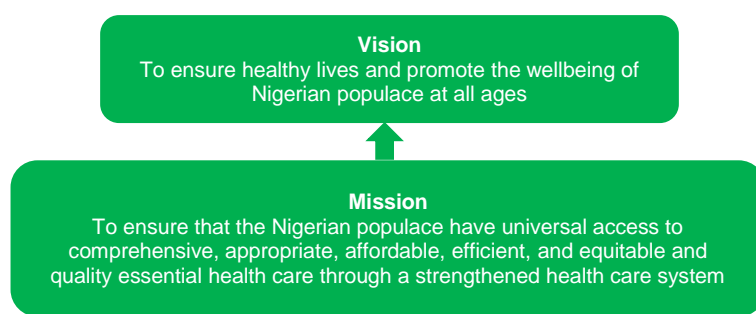 Vision
To ensure healthy lives and promote the wellbeing of
Nigerian populace at all ages
Mission
To ensure that the Nigerian populace have universal access to
comprehensive, appropriate, affordable, efficient, and equitable and
quality essential health care through a strengthened health care system